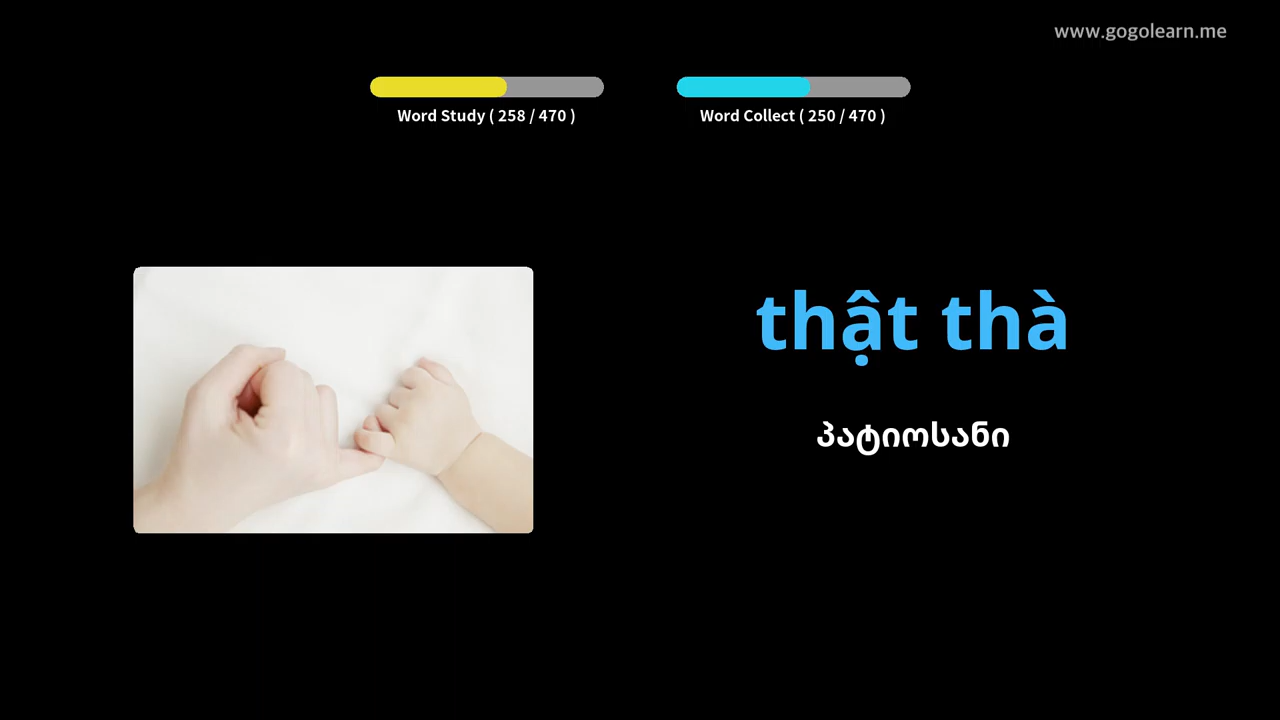 www.gogolearn.me
Word Study ( 258 / 470 )
Word Collect ( 250 / 470 )
thật thà
პატიოსანი